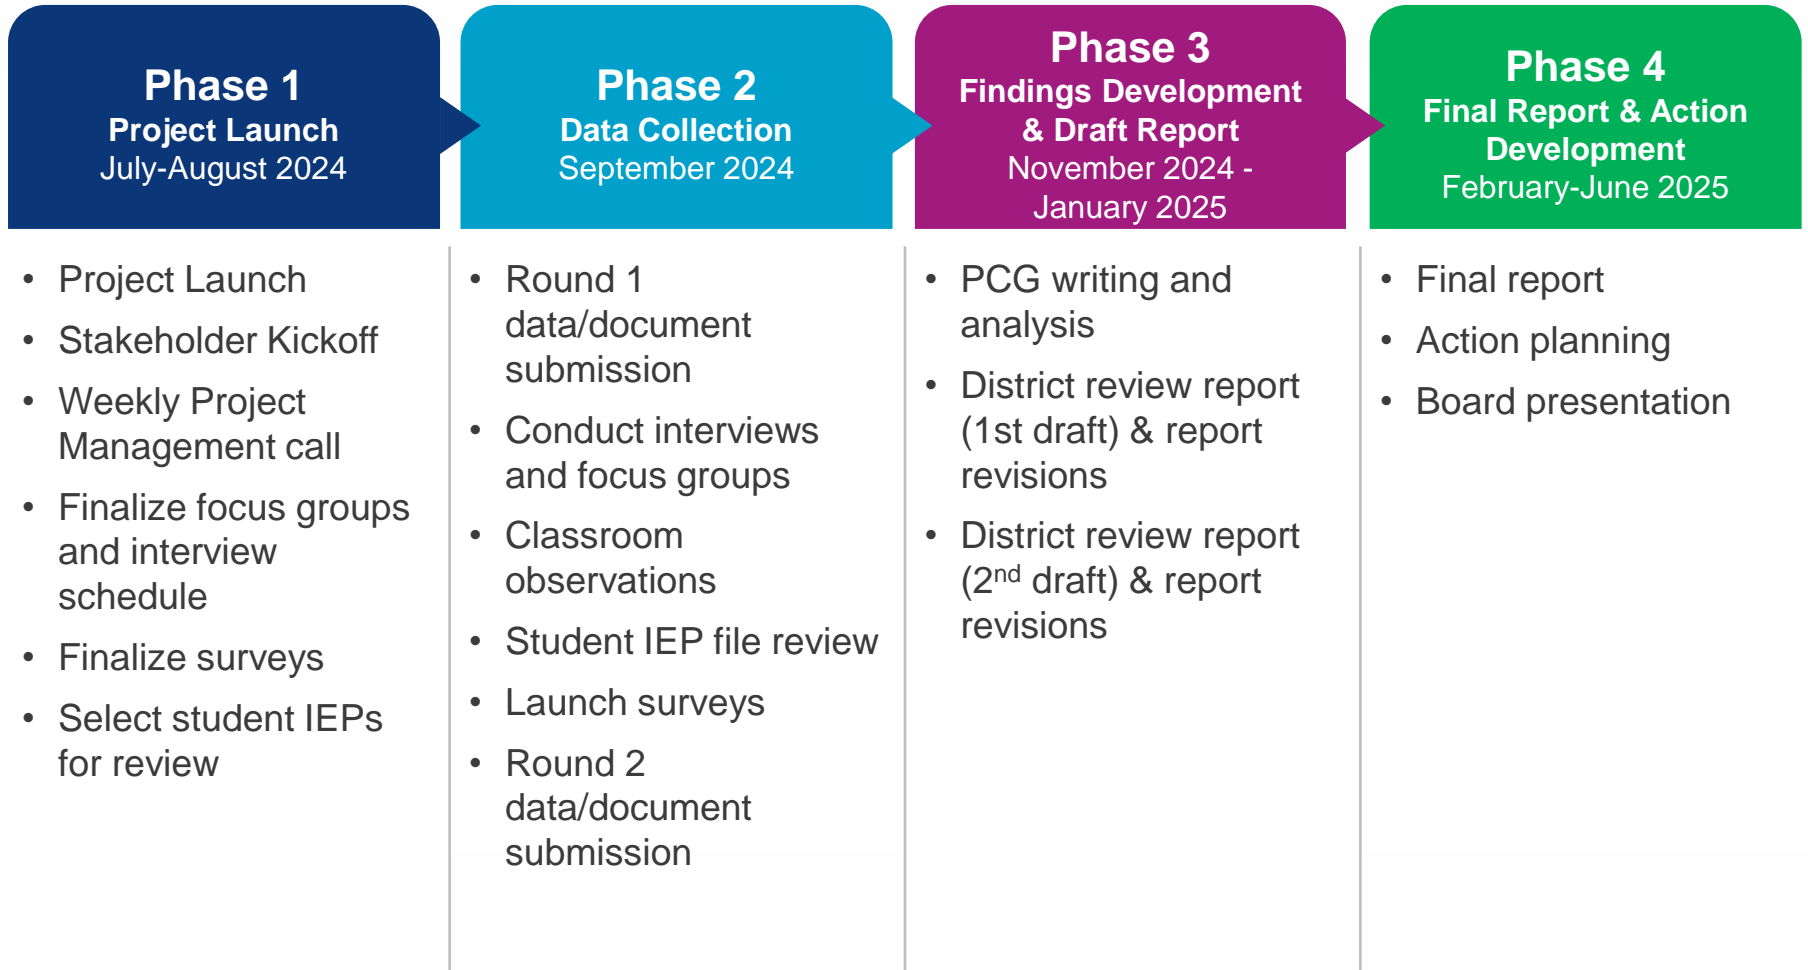 Phase 1
Project Launch
July-August 2024
• Project Launch
• Stakeholder Kickoff
• Weekly Project
Management call
• Finalize focus groups
and interview
schedule
• Finalize surveys
• Select student IEPs
for review
Phase 2
Data Collection
September 2024
• Round 1
data/document
submission
• Conduct interviews
and focus groups
• Classroom
observations
• Student IEP file review
• Launch surveys
• Round 2
data/document
submission
Phase 3
Findings Development
& Draft Report
November 2024 -
January 2025
• PCG writing and
analysis
• District review report
(1st draft) & report
revisions
• District review report
(2nd draft) & report
revisions
Phase 4
Final Report & Action
Development
February-June 2025
• Final report
• Action planning
• Board presentation